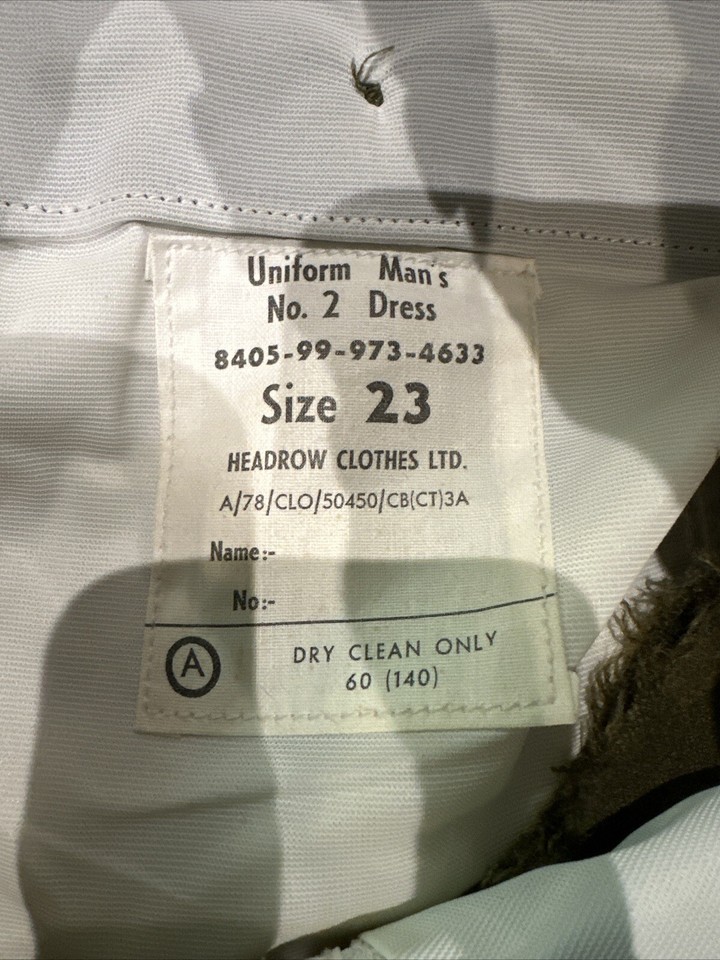 Uniform Man's
No. 2 Dress
8405-99-973-4633
Size 23
HEADROW CLOTHES LTD.
A/78/CLO/50450/CB(CT)3A
Name:-
No:-
A DRY CLEAN ONLY
60 (140)